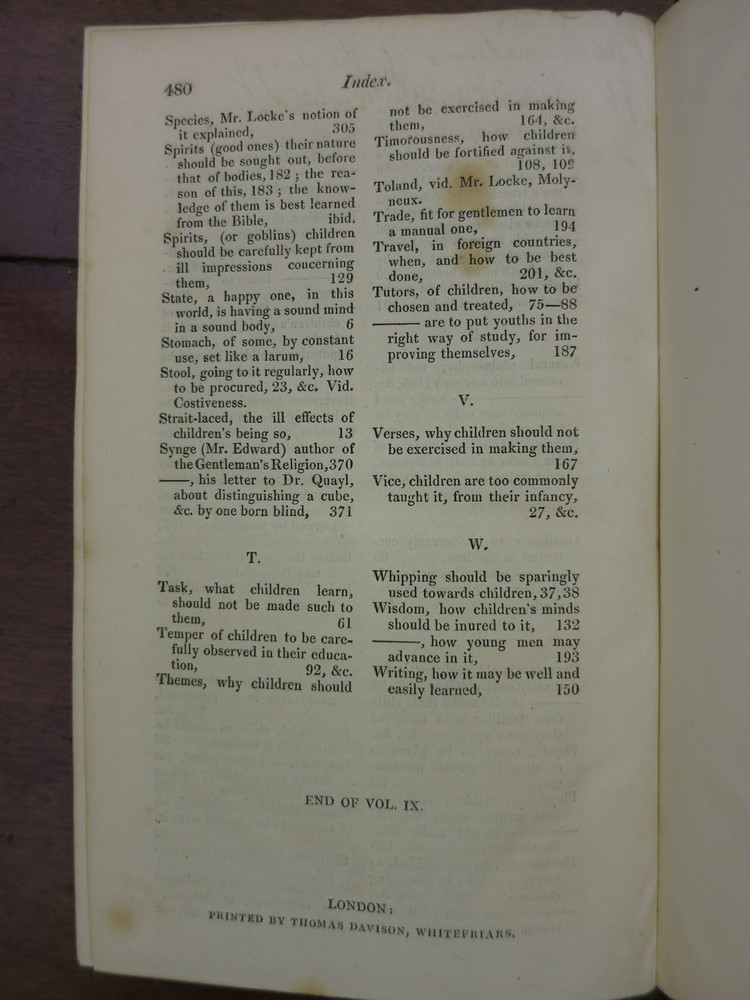 480
Index.
Species, Mr. Locke's notion of
it explained, 305
Spirits (good ones) their nature
should be sought out, before
that of bodies, 182 ; the rea-
son of this, 183 ; the know-
ledge of them is best learned
from the Bible, ibid.
Spirits, (or goblins) children
should be carefully kept from
ill impressions concerning
them, 129
State, a happy one, in this
world, is having a sound mind
in a sound body, 6
Stomach, of some, by constant
use, set like a larum, 16
Stool, going to it regularly, how
to be procured, 23, &c. Vid.
Costiveness.
Strait-laced, the ill effects of
children's being so, 13
Synge (Mr. Edward) author of
the Gentleman's Religion, 370
——, his letter to Dr. Quayl,
about distinguishing a cube,
&c. by one born blind, 371
T.
Task, what children learn,
should not be made such to
them, 61
Temper of children to be care-
fully observed in their educa-
tion, 92, &c.
Themes, why children should
not be exercised in making
them, 164, &c.
Timorousness, how children
should be fortified against it,
108, 109
Toland, vid. Mr. Locke, Moly-
neux.
Trade, fit for gentlemen to learn
a manual one, 194
Travel, in foreign countries,
when, and how to be best
done, 201, &c.
Tutors, of children, how to be
chosen and treated, 75—88
——— are to put youths in the
right way of study, for im-
proving themselves, 187
V.
Verses, why children should not
be exercised in making them,
167
Vice, children are too commonly
taught it, from their infancy,
27, &c.
W.
Whipping should be sparingly
used towards children, 37, 38
Wisdom, how children's minds
should be inured to it, 132
———, how young men may
advance in it, 193
Writing, how it may be well and
easily learned, 150
END OF VOL. IX.
LONDON:
PRINTED BY THOMAS DAVISON, WHITEFRIARS.